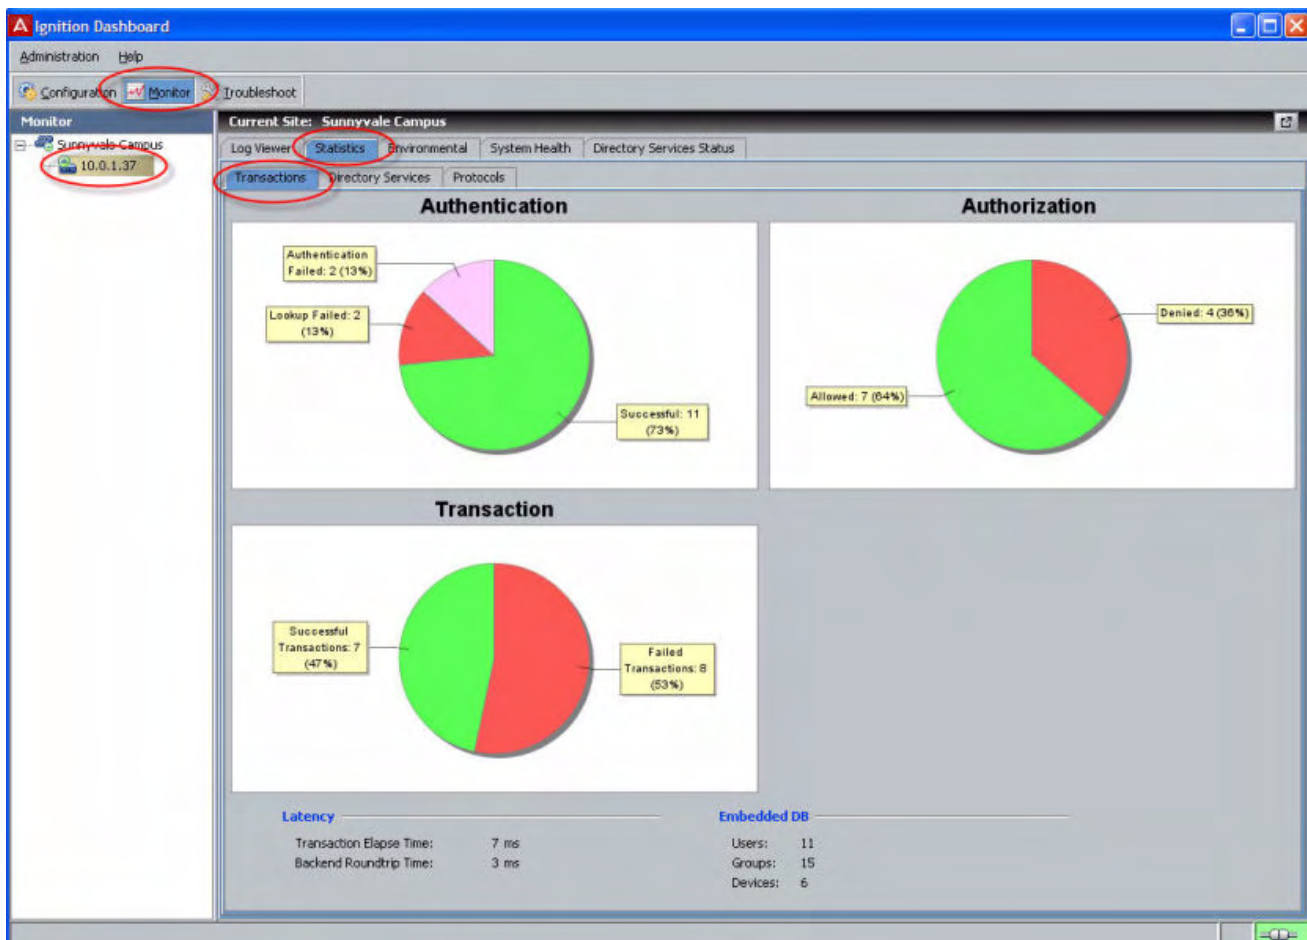 Ignition Dashboard
Administration Help
Configuration Monitor Troubleshoot
Monitor
Sunnyvale Campus
10.0.1.37
Current Site: Sunnyvale Campus
Log Viewer Statistics Environmental System Health Directory Services Status
Transactions Directory Services Protocols
Authentication
Authentication
Failed: 2 (13%)
Lookup Failed: 2
(13%)
Successful: 11
(73%)
Authorization
Denied: 4 (36%)
Allowed: 7 (64%)
Transaction
Successful
Transactions: 7
(47%)
Failed
Transactions: 8
(53%)
Latency
Transaction Elapse Time: 7 ms
Backend Roundtrip Time: 3 ms
Embedded DB
Users: 11
Groups: 15
Devices: 6